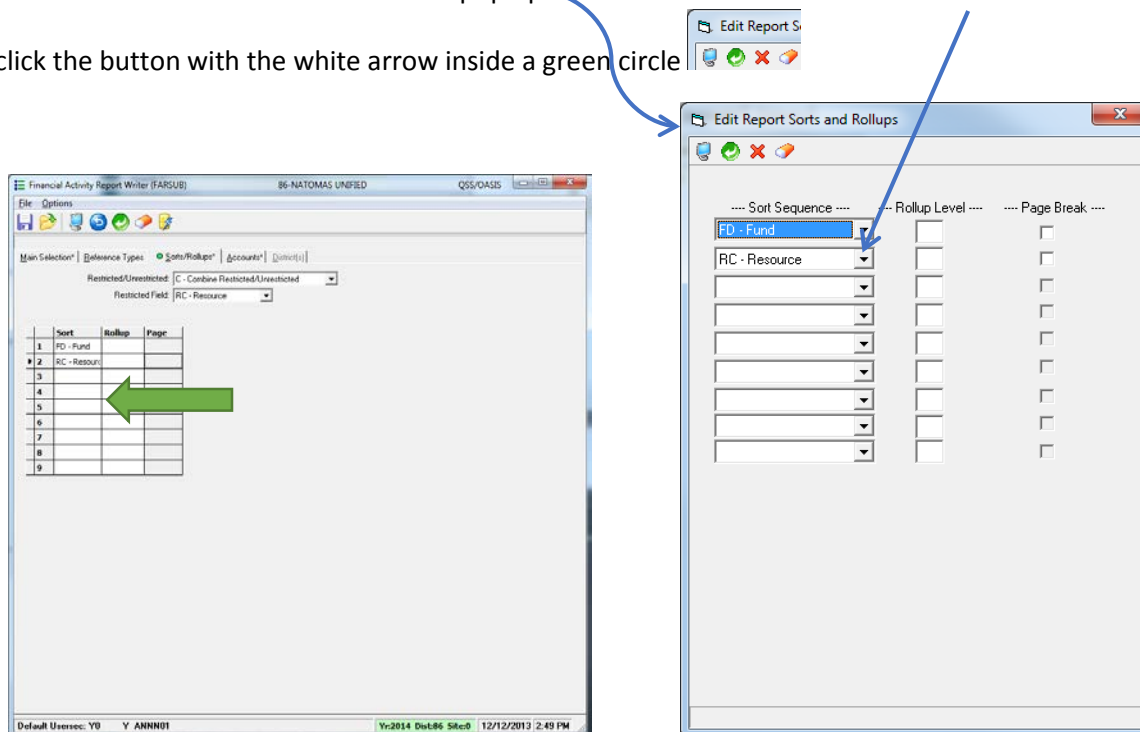 click the button with the white arrow inside a green circle
Edit Report S
Edit Report Sorts and Rollups
---- Sort Sequence ---- ---- Rollup Level ---- ---- Page Break ----
FD - Fund
RC - Resource
Financial Activity Report Writer (FARSUB) 86-NATOMAS UNIFIED QSS/OASIS
File Options
Main Selection* Reference Types Sorts/Rollups* Accounts* District(s)
Restricted/Unrestricted: C - Combine Restricted/Unrestricted
Restricted Field: RC - Resource
Sort Rollup Page
1 FD - Fund
2 RC - Resourc
3
4
5
6
7
8
9
Default Usersec: Y0 Y ANNN01 Yr:2014 Dist:86 Site:0 12/12/2013 2:49 PM